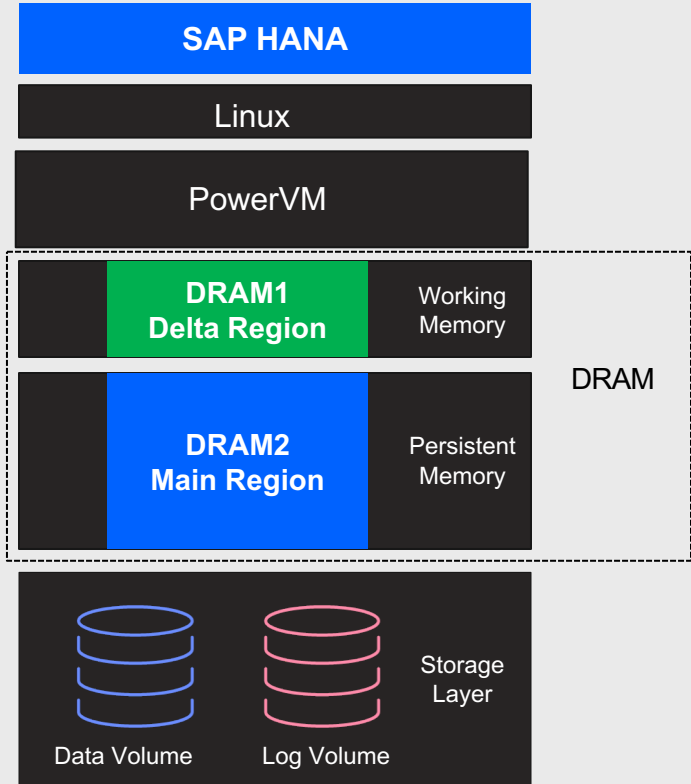 SAP HANA
Linux
PowerVM
DRAM1
Delta Region
Working
Memory
DRAM
DRAM2
Main Region
Persistent
Memory
Storage
Layer
Data Volume
Log Volume